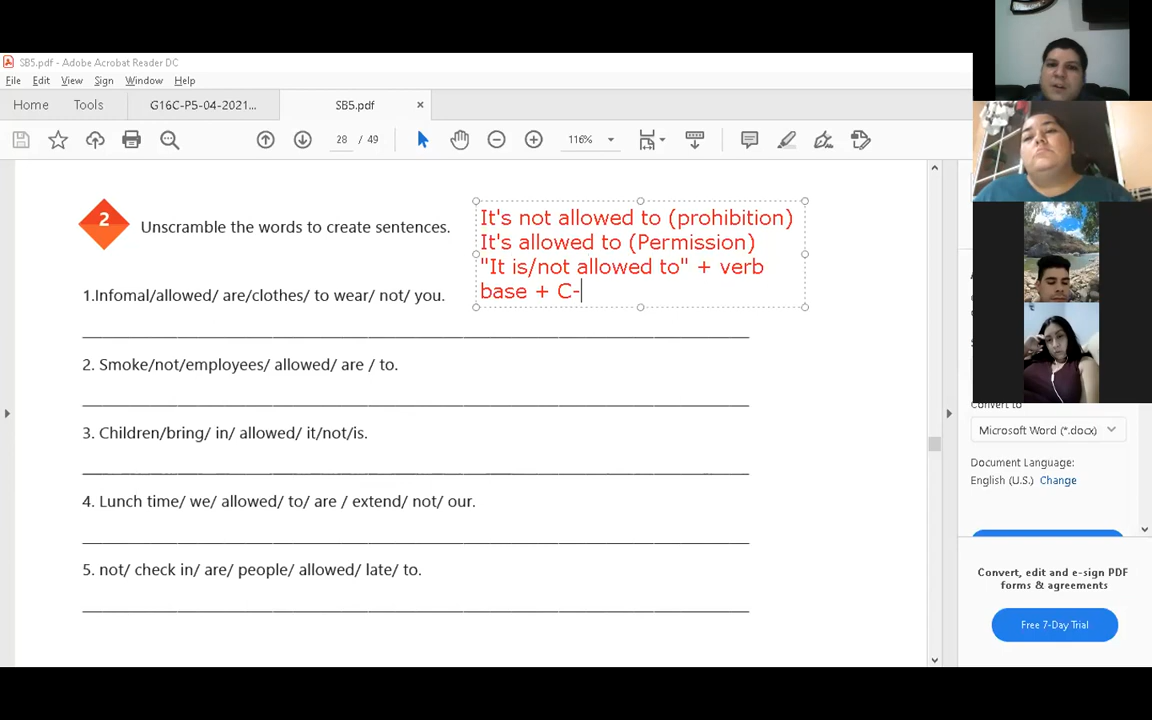 SB5.pdf - Adobe Acrobat Reader DC
File Edit View Sign Window Help
Home Tools G16C-P5-04-2021... SB5.pdf ×
28 / 49 116%
2 Unscramble the words to create sentences.
It's not allowed to (prohibition)
It's allowed to (Permission)
"It is/not allowed to" + verb
base + C-
1.Infomal/allowed/ are/clothes/ to wear/ not/ you.
2. Smoke/not/employees/ allowed/ are / to.
3. Children/bring/ in/ allowed/ it/not/is.
4. Lunch time/ we/ allowed/ to/ are / extend/ not/ our.
5. not/ check in/ are/ people/ allowed/ late/ to.
Convert to
Microsoft Word (*.docx)
Document Language:
English (U.S.) Change
Convert, edit and e-sign PDF
forms & agreements
Free 7-Day Trial